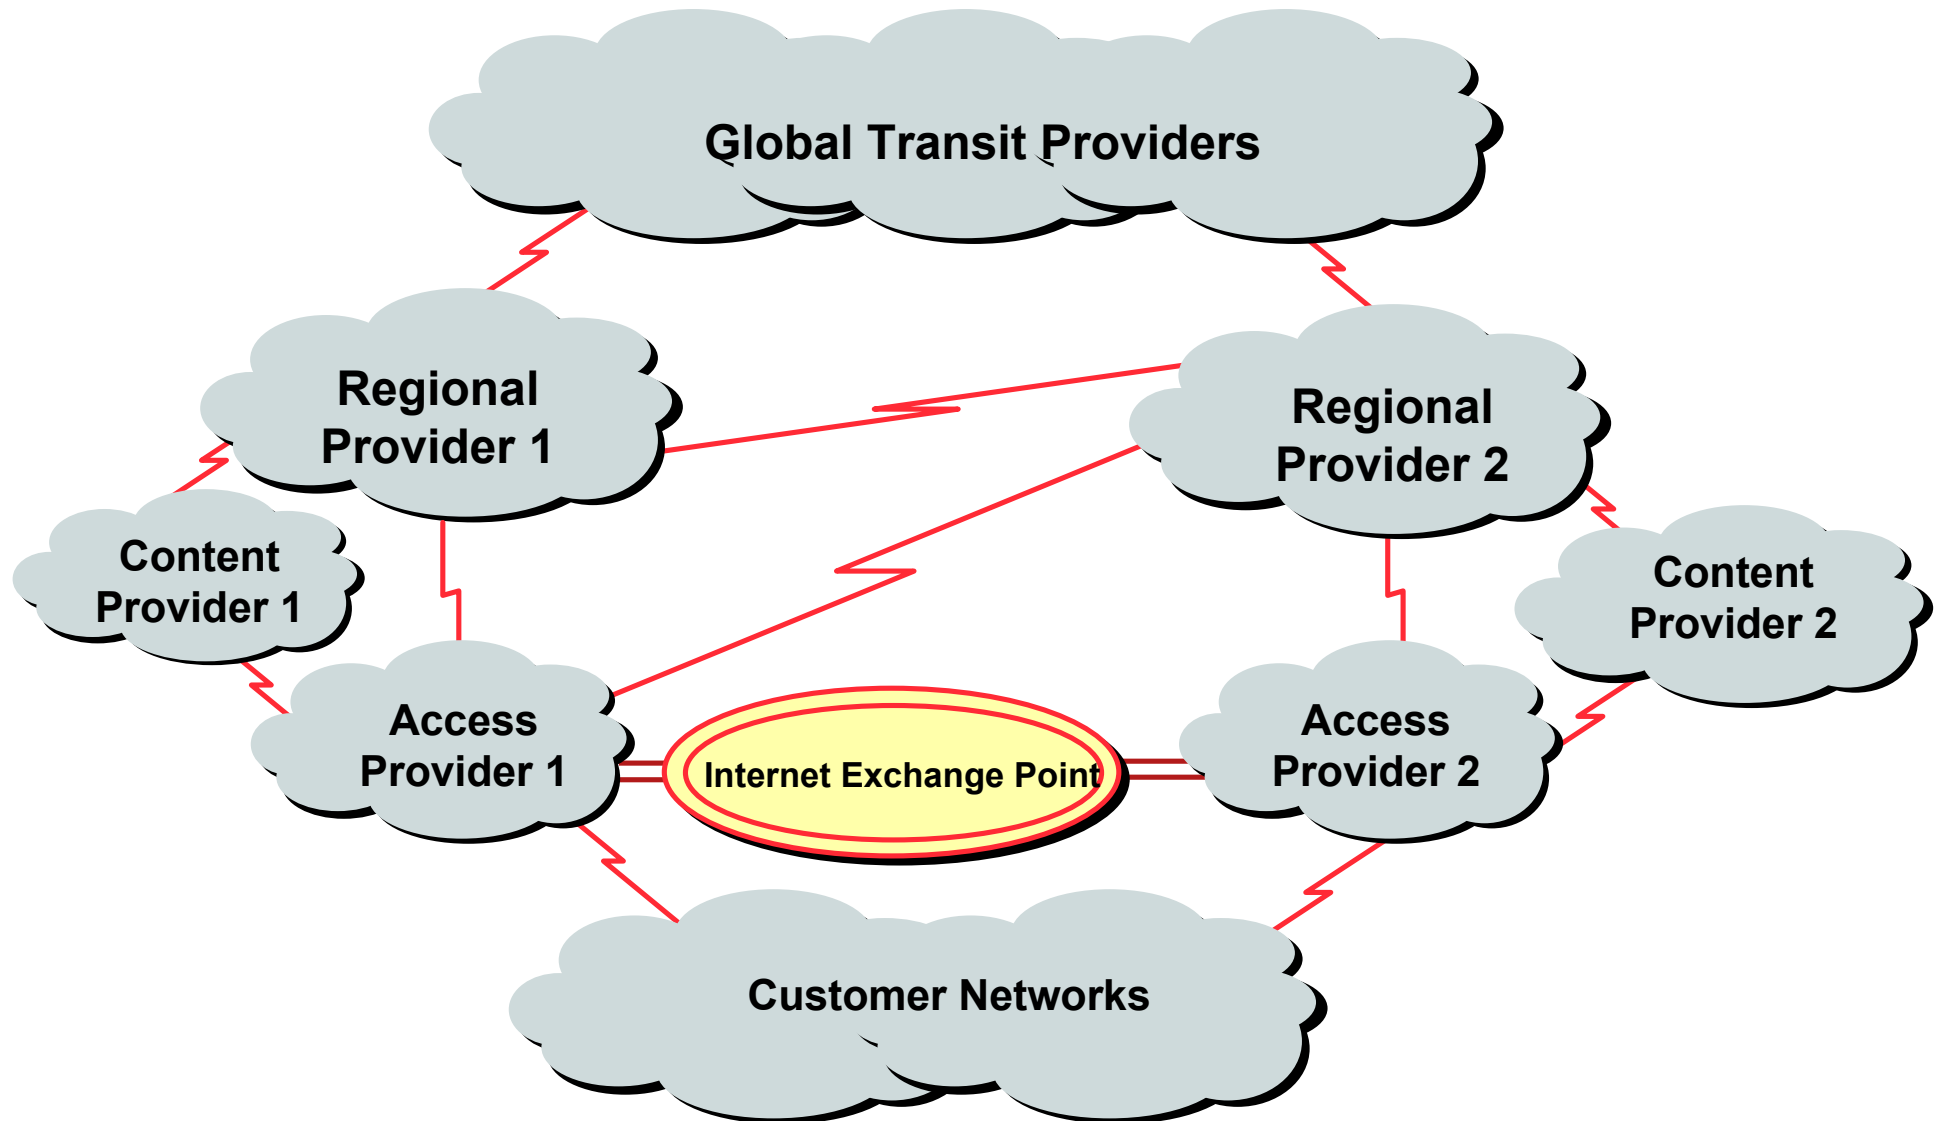 Global Transit Providers
Regional
Provider 1
Regional
Provider 2
Content
Provider 1
Content
Provider 2
Access
Provider 1
Internet Exchange Point
Access
Provider 2
Customer Networks